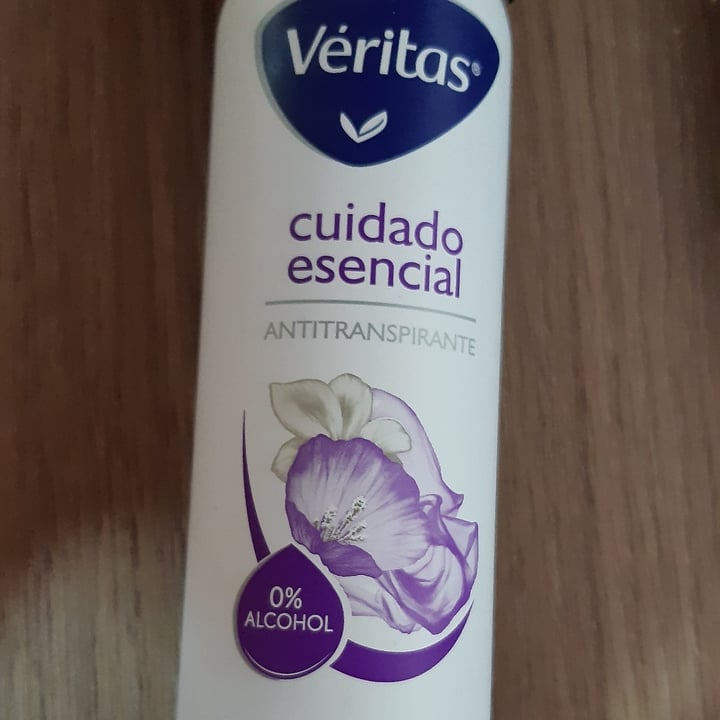 Véritas®
cuidado
esencial
ANTITRANSPIRANTE
0%
ALCOHOL